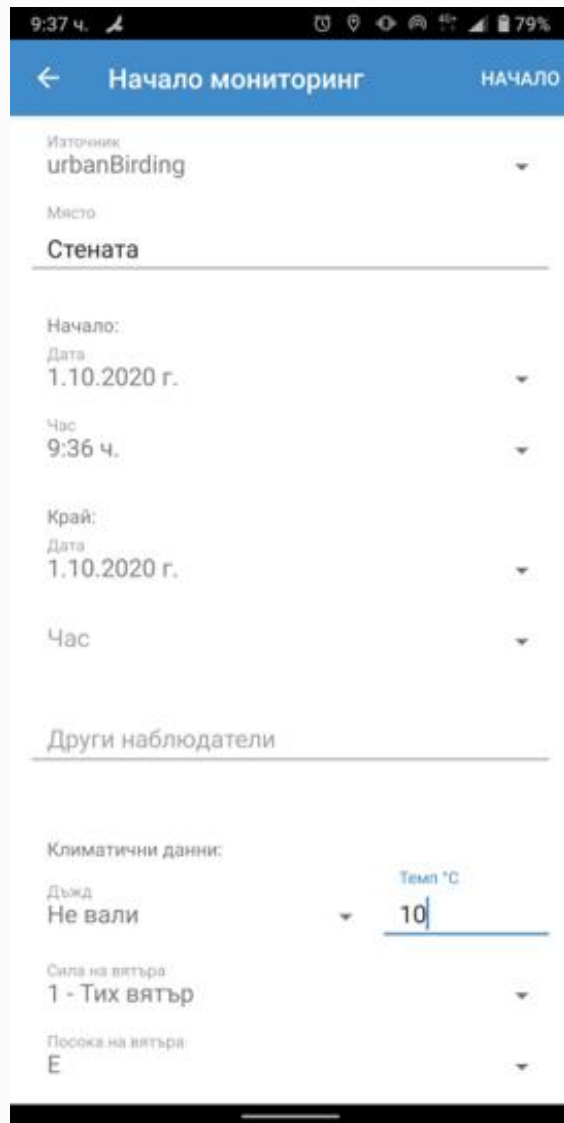 9:37 ч. 79%
Начало мониторинг НАЧАЛО
Източник
urbanBirding
Място
Стената
Начало:
Дата
1.10.2020 г.
Час
9:36 ч.
Край:
Дата
1.10.2020 г.
Час
Други наблюдатели
Климатични данни:
Дъжд Темп °C
Не вали 10
Сила на вятъра
1 - Тих вятър
Посока на вятъра
E